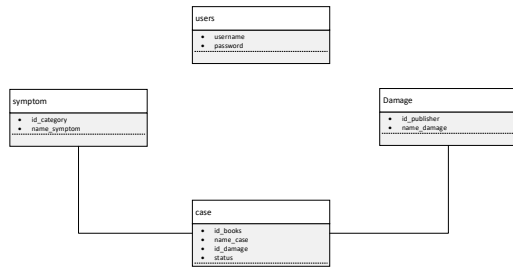 users
• username
• password
symptom
• id_category
• name_symptom
Damage
• id_publisher
• name_damage
case
• id_books
• name_case
• id_damage
• status